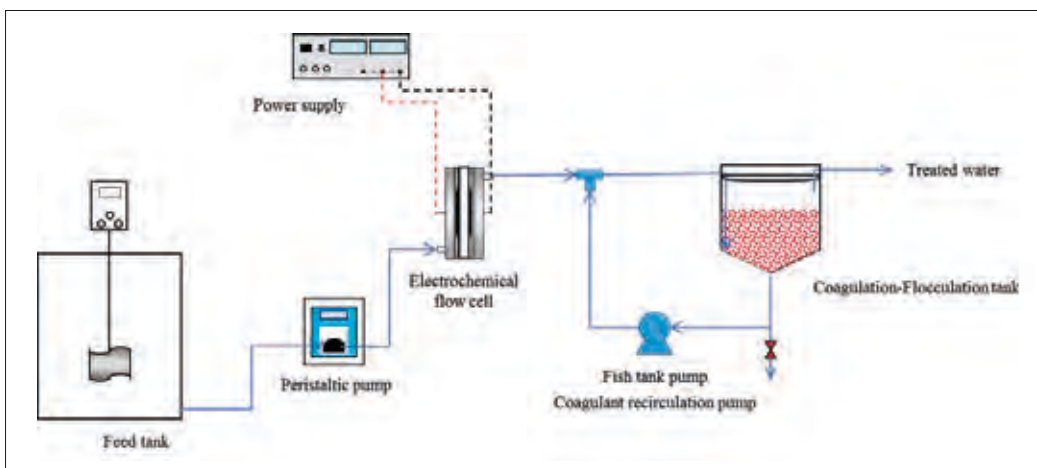 Power supply
Treated water
Electrochemical
flow cell
Coagulation-Flocculation tank
Peristaltic pump
Fish tank pump
Coagulant recirculation pump
Feed tank